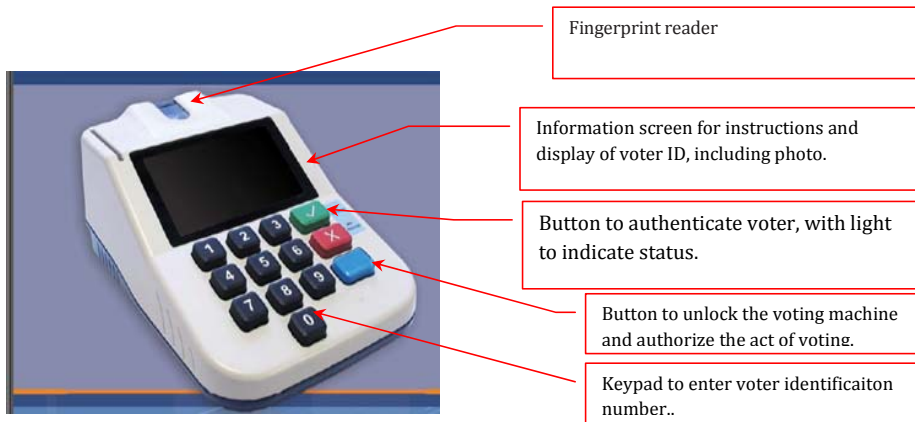 Fingerprint reader
Information screen for instructions and
display of voter ID, including photo.
Button to authenticate voter, with light
to indicate status.
1 2 3
X
4 5 6
7 8 9
0
Button to unlock the voting machine
and authorize the act of voting.
Keypad to enter voter identificaiton
number..